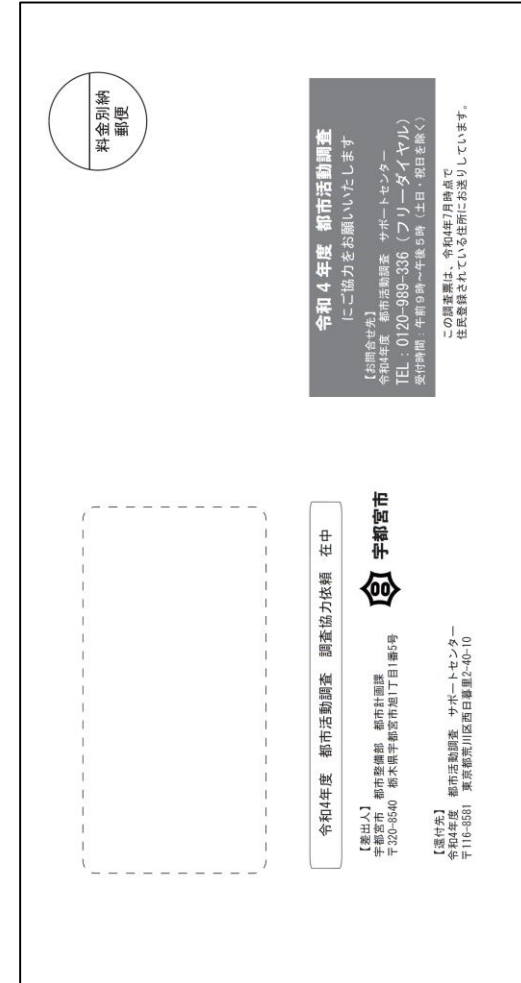 料金別納
郵便
令和4年度 都市活動調査 調査協力依頼 在中
【差出人】
宇都宮市 都市整備部 都市計画課
〒320-8540 栃木県宇都宮市旭1丁目1番5号
宇都宮市
【還付先】
令和4年度 都市活動調査 サポートセンター
〒116-8581 東京都荒川区西日暮里2-40-10
令和４年度 都市活動調査
にご協力をお願いいたします
【お問合せ先】
令和4年度 都市活動調査 サポートセンター
TEL：0120-989-336（フリーダイヤル）
受付時間：午前９時～午後５時（土日・祝日を除く）
この調査票は、令和4年7月時点で
住民登録されている住所にお送りしています。